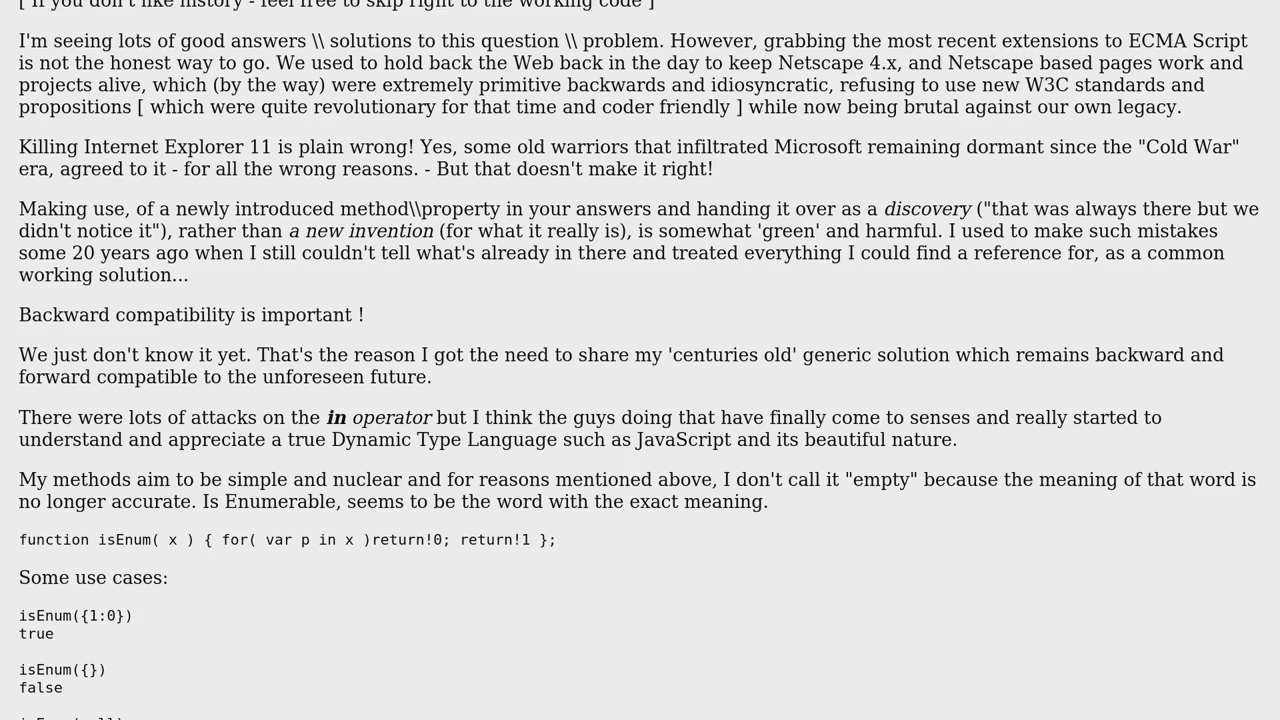 [ If you don't like history - feel free to skip right to the working code ]
I'm seeing lots of good answers \\ solutions to this question \\ problem. However, grabbing the most recent extensions to ECMA Script
is not the honest way to go. We used to hold back the Web back in the day to keep Netscape 4.x, and Netscape based pages work and
projects alive, which (by the way) were extremely primitive backwards and idiosyncratic, refusing to use new W3C standards and
propositions [ which were quite revolutionary for that time and coder friendly ] while now being brutal against our own legacy.
Killing Internet Explorer 11 is plain wrong! Yes, some old warriors that infiltrated Microsoft remaining dormant since the "Cold War"
era, agreed to it - for all the wrong reasons. - But that doesn't make it right!
Making use, of a newly introduced method\\property in your answers and handing it over as a discovery ("that was always there but we
didn't notice it"), rather than a new invention (for what it really is), is somewhat 'green' and harmful. I used to make such mistakes
some 20 years ago when I still couldn't tell what's already in there and treated everything I could find a reference for, as a common
working solution...
Backward compatibility is important !
We just don't know it yet. That's the reason I got the need to share my 'centuries old' generic solution which remains backward and
forward compatible to the unforeseen future.
There were lots of attacks on the in operator but I think the guys doing that have finally come to senses and really started to
understand and appreciate a true Dynamic Type Language such as JavaScript and its beautiful nature.
My methods aim to be simple and nuclear and for reasons mentioned above, I don't call it "empty" because the meaning of that word is
no longer accurate. Is Enumerable, seems to be the word with the exact meaning.
function isEnum( x ) { for( var p in x )return!0; return!1 };
Some use cases:
isEnum({1:0})
true
isEnum({})
false